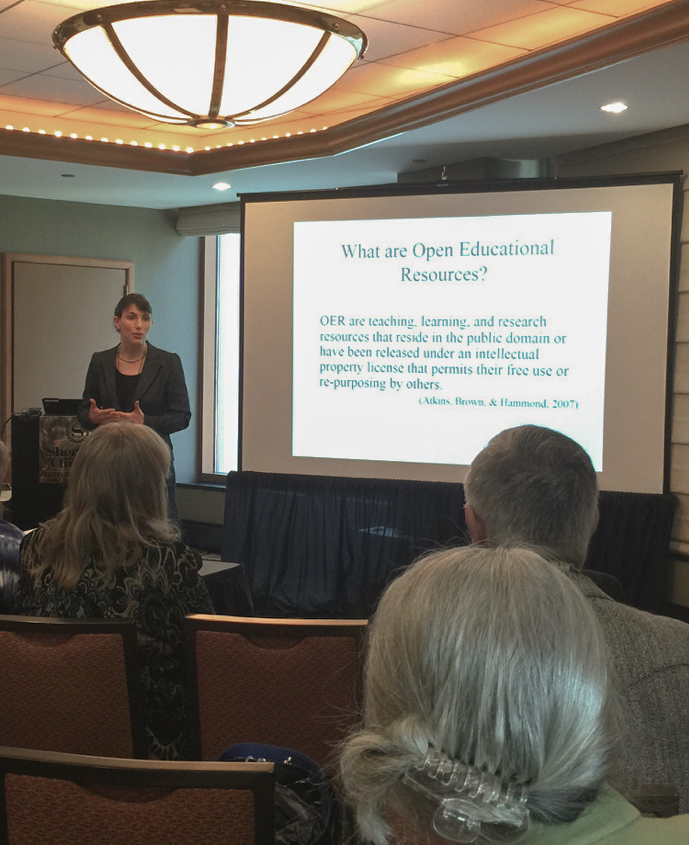 What are Open Educational
Resources?
OER are teaching, learning, and research
resources that reside in the public domain or
have been released under an intellectual
property license that permits their free use or
re-purposing by others.
(Atkins, Brown, & Hammond, 2007)